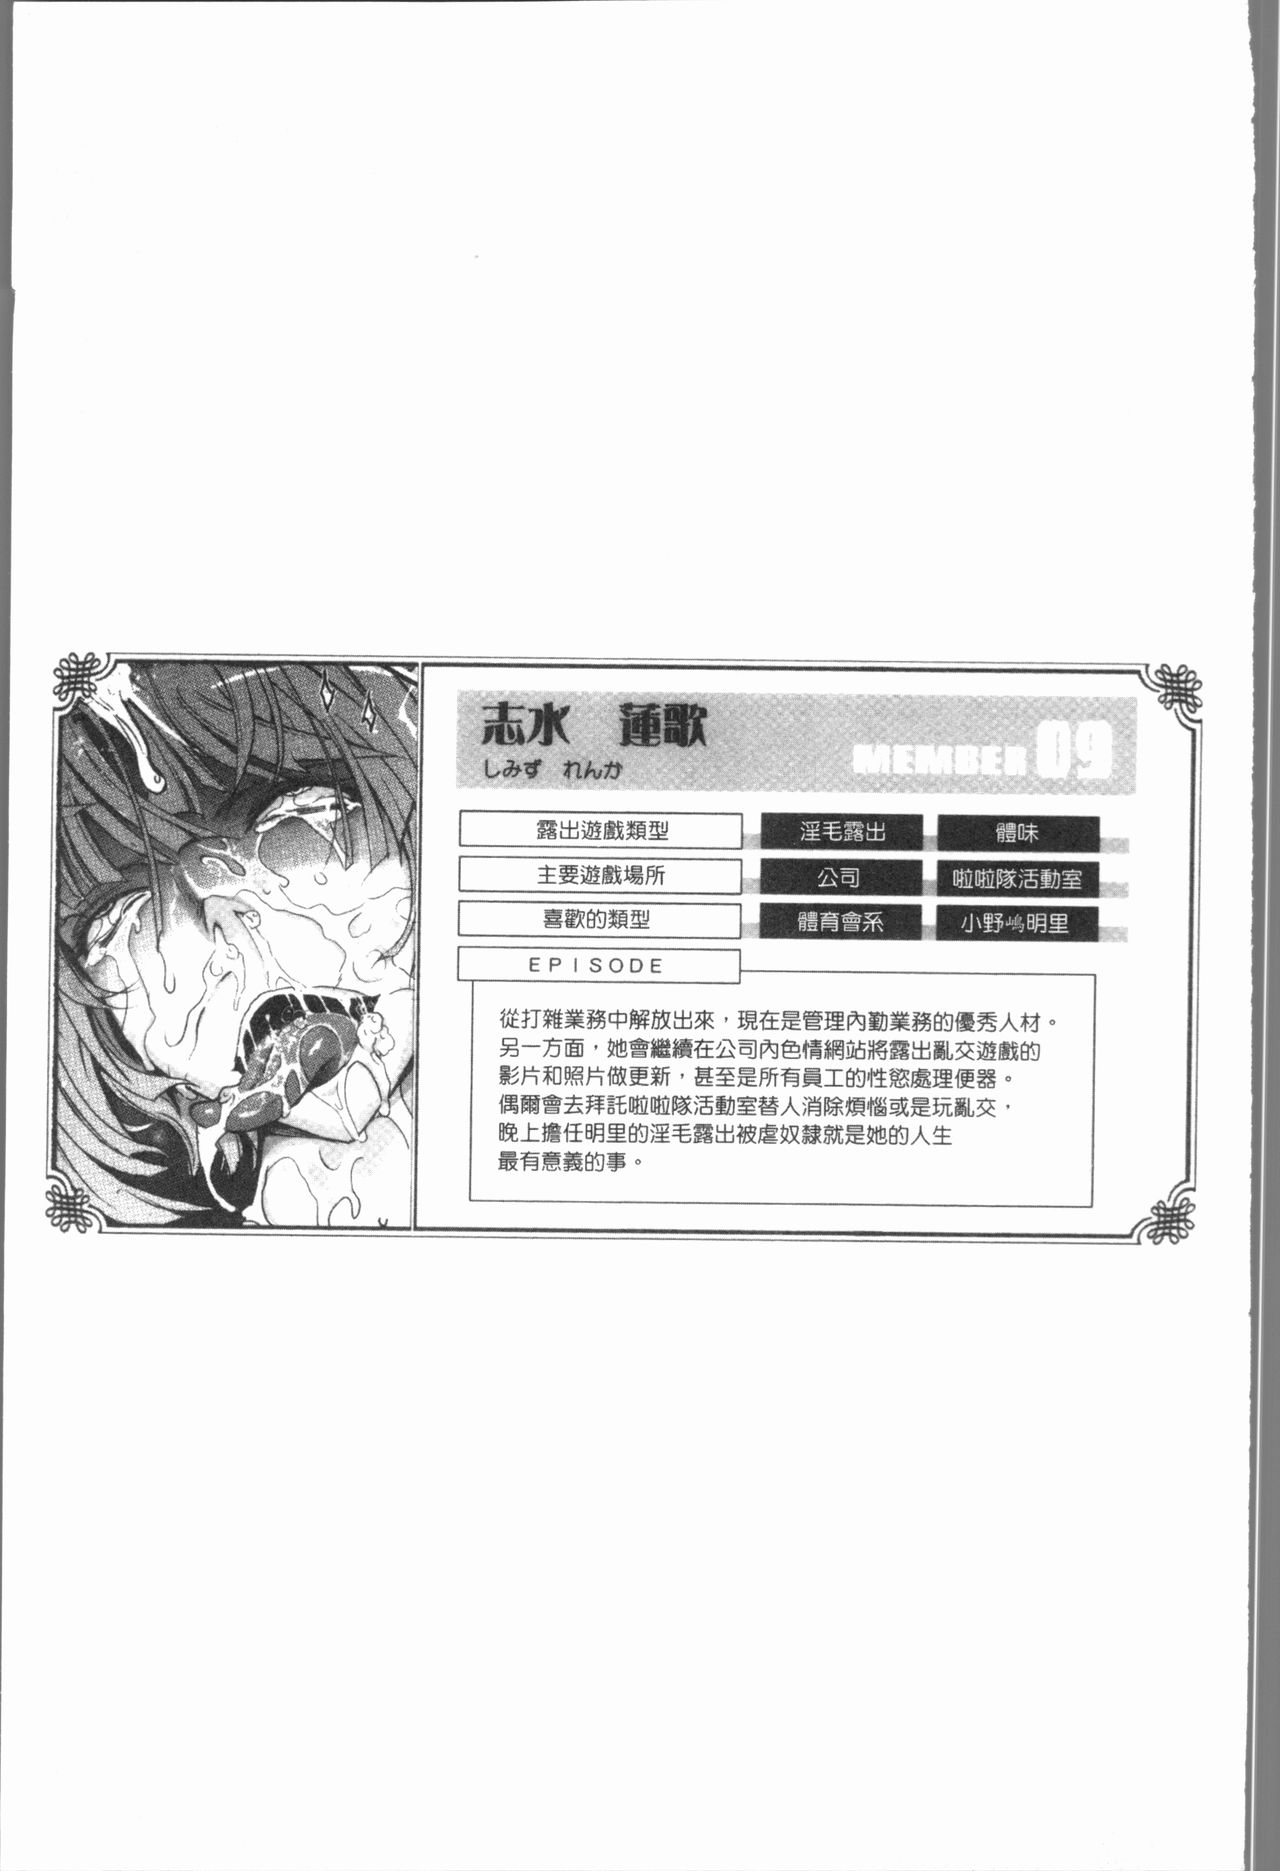 志水 蓮歌
しみず れんか
MEMBER 09
露出遊戲類型 淫毛露出 體味
主要遊戲場所 公司 啦啦隊活動室
喜歡的類型 體育會系 小野嶋明里
EPISODE
從打雜業務中解放出來，現在是管理內勤業務的優秀人材。
另一方面，她會繼續在公司內色情網站將露出亂交遊戲的
影片和照片做更新，甚至是所有員工的性慾處理便器。
偶爾會去拜託啦啦隊活動室替人消除煩惱或是玩亂交，
晚上擔任明里的淫毛露出被虐奴隸就是她的人生
最有意義的事。